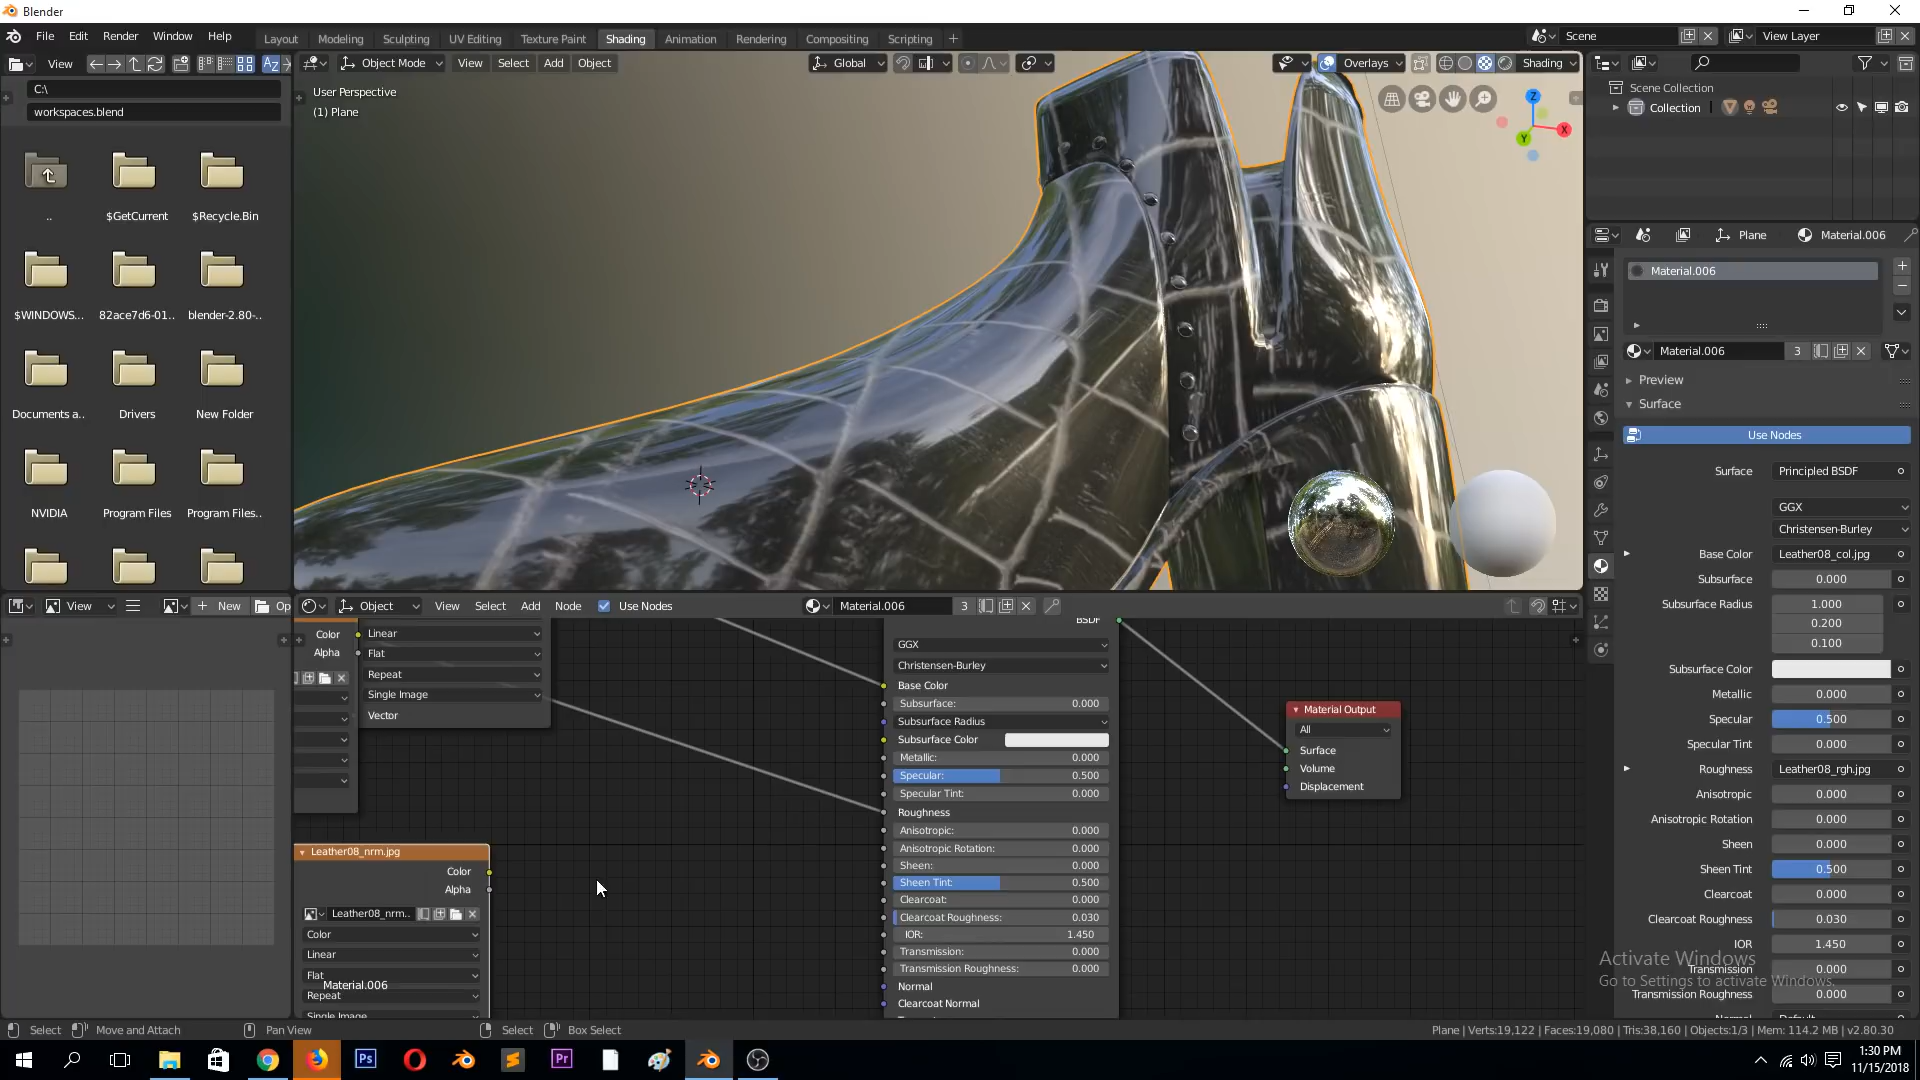 Blender
File Edit Render Window Help
Layout Modeling Sculpting UV Editing Texture Paint Shading Animation Rendering Compositing Scripting +
Scene
View Layer
View
C:\
workspaces.blend
..
$GetCurrent
$Recycle.Bin
$WINDOWS...
82ace7d6-01..
blender-2.80-..
Documents a..
Drivers
New Folder
NVIDIA
Program Files
Program Files..
Object Mode View Select Add Object
Global
Overlays
Shading
User Perspective
(1) Plane
Z
X
Y
Scene Collection
Collection
Plane
Material.006
Material.006
Material.006
3
Preview
Surface
Use Nodes
Surface Principled BSDF
GGX
Christensen-Burley
Base Color Leather08_col.jpg
Subsurface 0.000
Subsurface Radius 1.000
0.200
0.100
Subsurface Color
Metallic 0.000
Specular 0.500
Specular Tint 0.000
Roughness Leather08_rgh.jpg
Anisotropic 0.000
Anisotropic Rotation 0.000
Sheen 0.000
Sheen Tint 0.500
Clearcoat 0.000
Clearcoat Roughness 0.030
IOR 1.450
Transmission 0.000
Transmission Roughness 0.000
Normal Default
Activate Windows
Go to Settings to activate Windows.
View
+ New
Op
Object View Select Add Node Use Nodes
Material.006
3
Color
Alpha
Linear
Flat
Repeat
Single Image
Vector
BSDF
GGX
Christensen-Burley
Base Color
Subsurface: 0.000
Subsurface Radius
Subsurface Color
Metallic: 0.000
Specular: 0.500
Specular Tint: 0.000
Roughness
Anisotropic: 0.000
Anisotropic Rotation: 0.000
Sheen: 0.000
Sheen Tint: 0.500
Clearcoat: 0.000
Clearcoat Roughness: 0.030
IOR: 1.450
Transmission: 0.000
Transmission Roughness: 0.000
Normal
Clearcoat Normal
Material Output
All
Surface
Volume
Displacement
Leather08_nrm.jpg
Color
Alpha
Leather08_nrm..
Color
Linear
Flat
Material.006
Repeat
Single Image
Select Move and Attach Pan View Select Box Select
Plane | Verts:19,122 | Faces:19,080 | Tris:38,160 | Objects:1/3 | Mem: 114.2 MB | v2.80.30
Ps
Pr
1:30 PM
11/15/2018